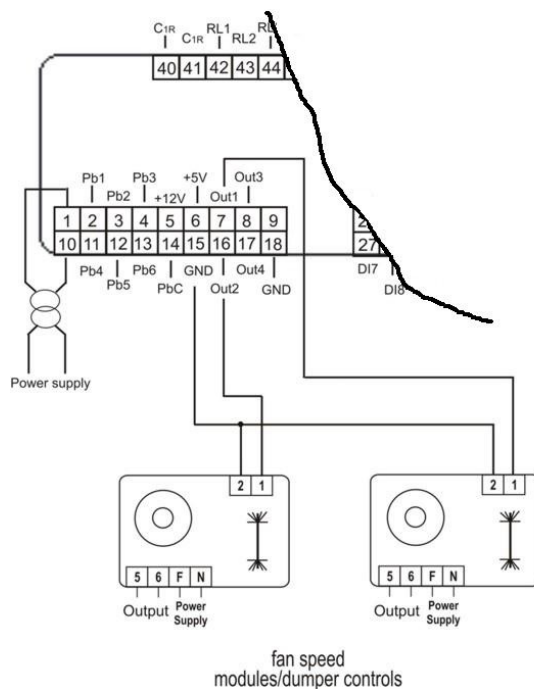 C1R C1R RL1 RL2 RL
40 41 42 43 44
Pb1 Pb2 Pb3 +12V +5V Out1 Out3
1 2 3 4 5 6 7 8 9
10 11 12 13 14 15 16 17 18
2
27
Pb4 Pb5 Pb6 PbC GND Out2 Out4 GND
DI7 DI8
Power supply
2 1
2 1
5 6 F N
5 6 F N
Output Power Supply
Output Power Supply
fan speed
modules/dumper controls